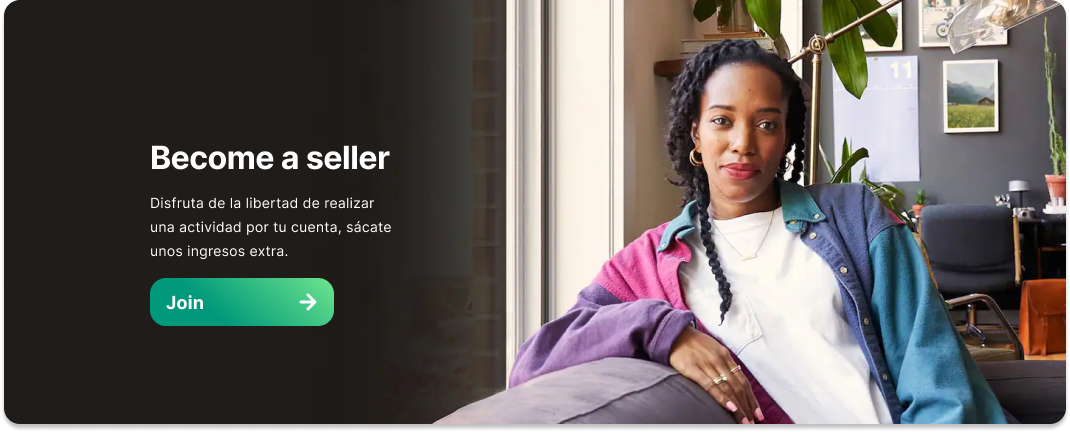 Become a seller
Disfruta de la libertad de realizar
una actividad por tu cuenta, sácate
unos ingresos extra.
Join
11